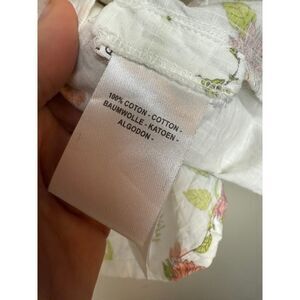 100% COTON - COTTON -
BAUMWOLLE - KATOEN -
ALGODON -